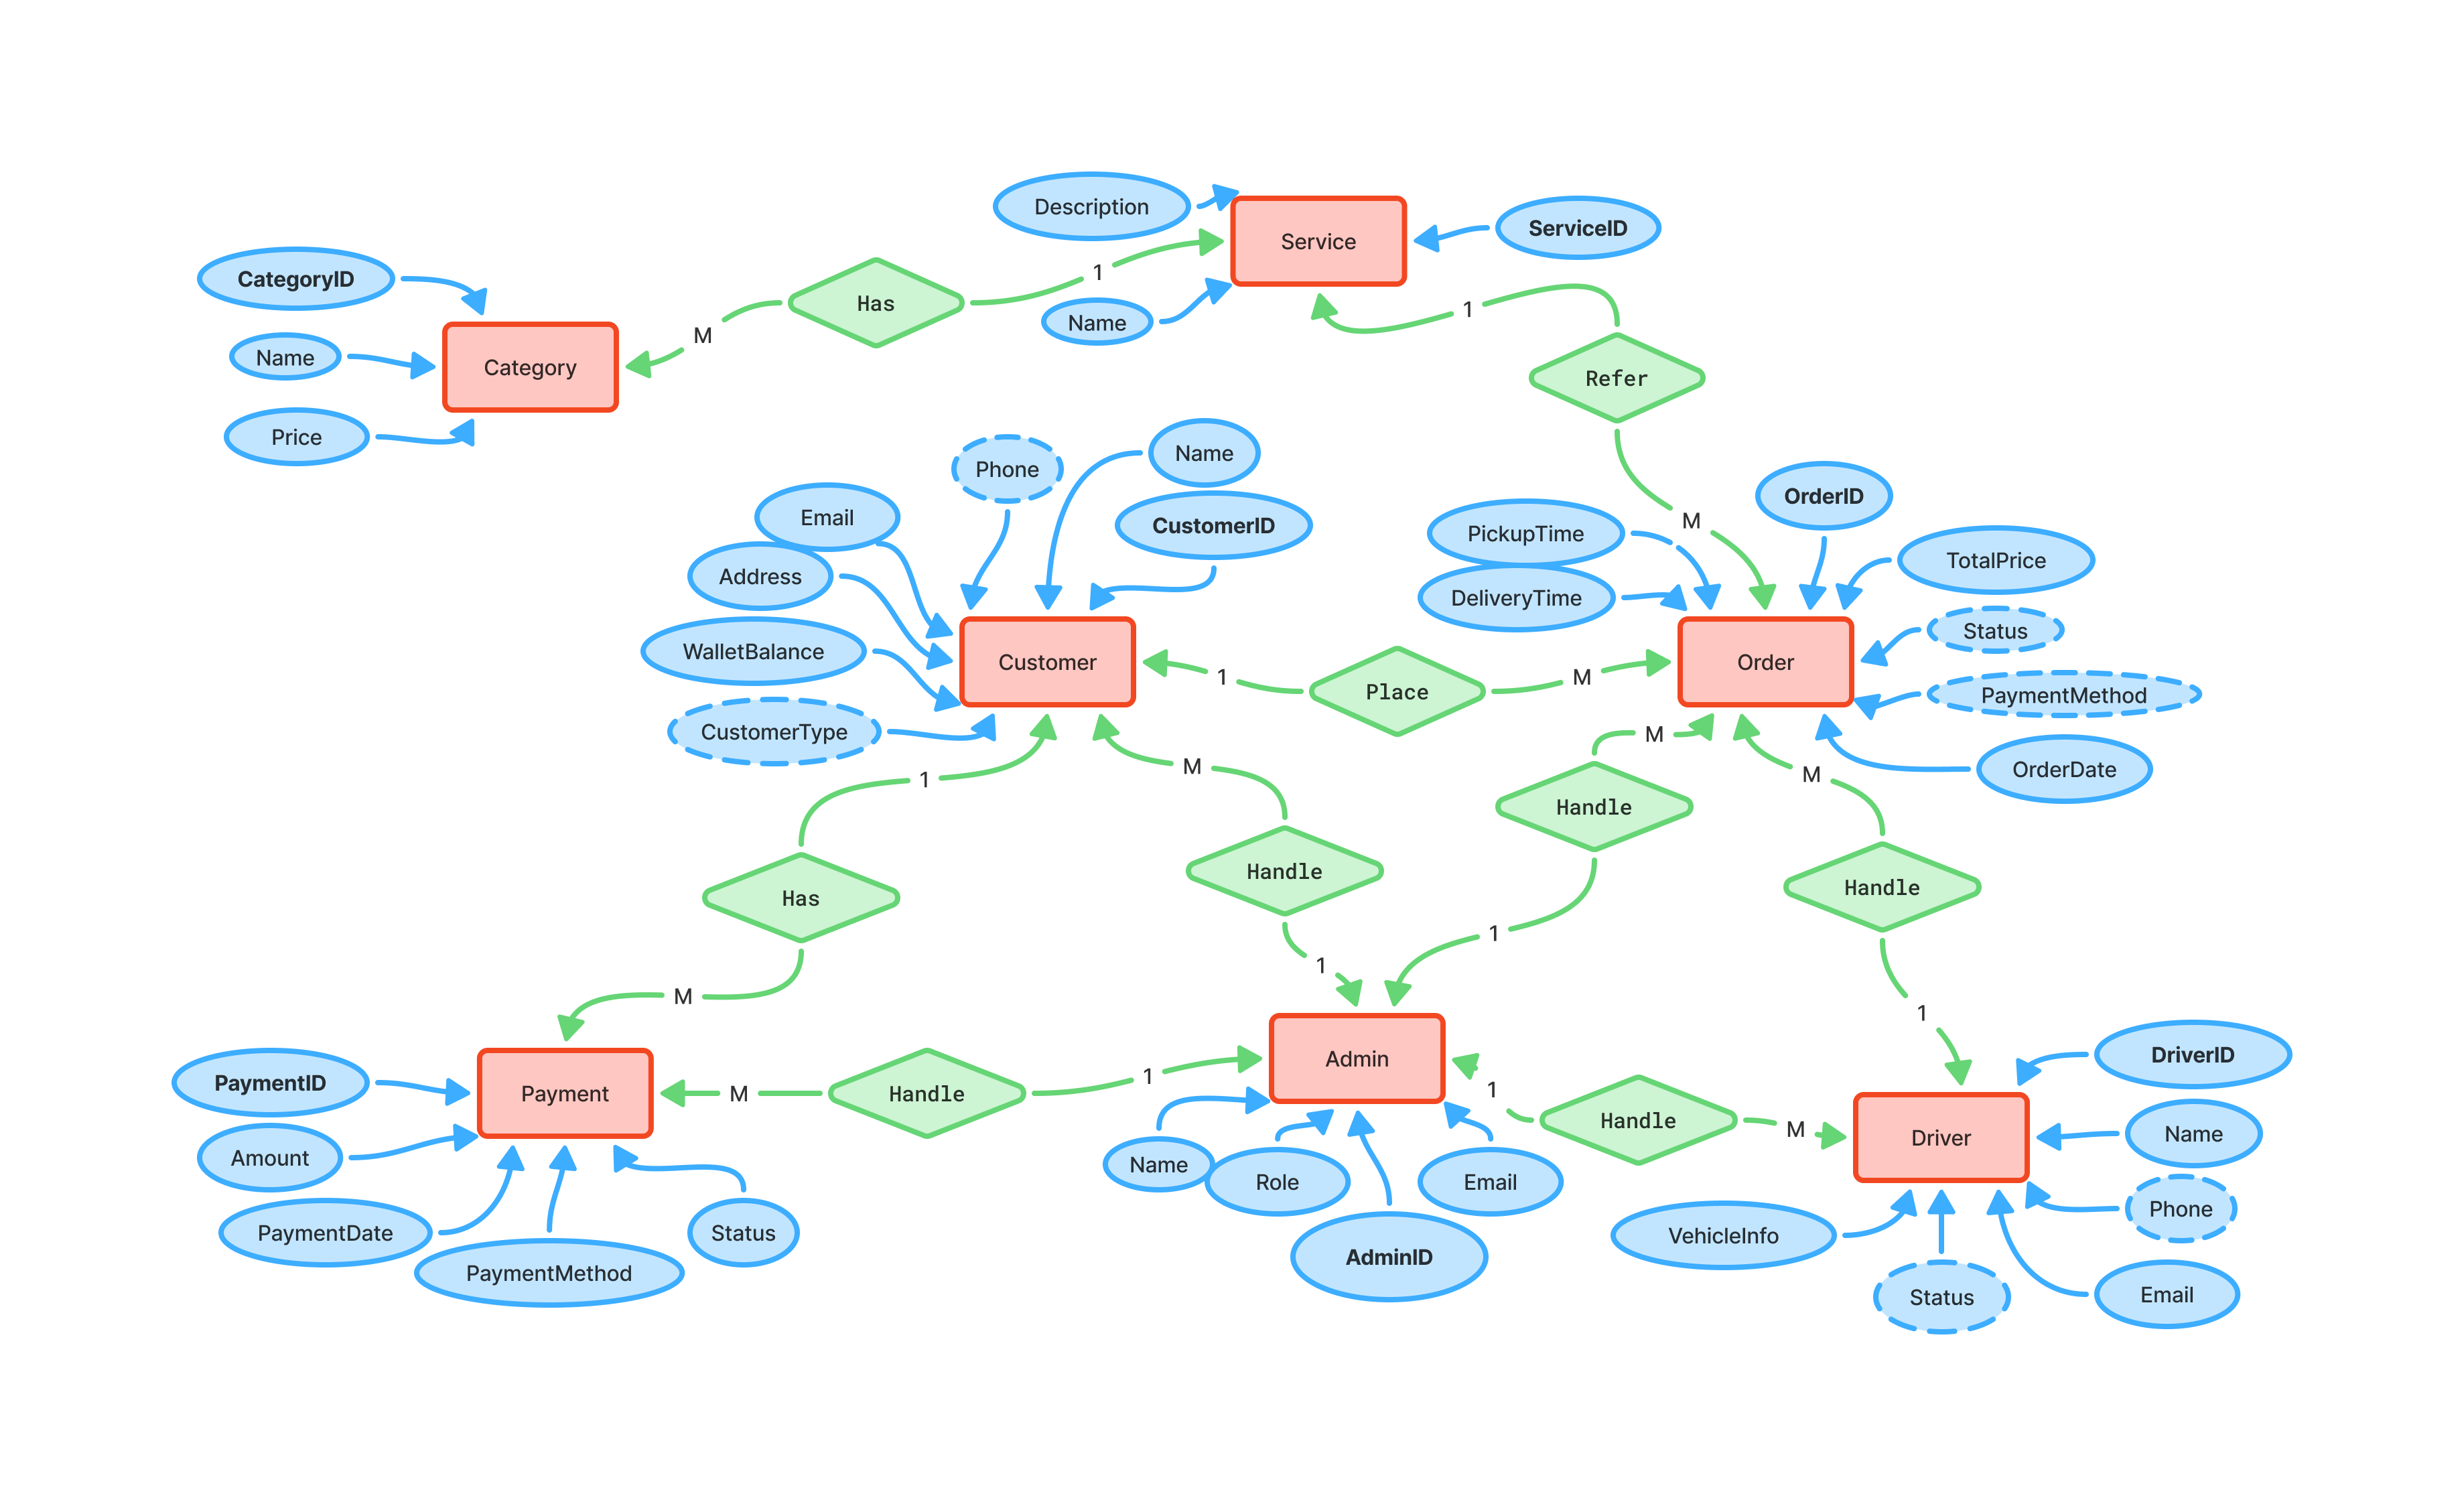 Description
Service
ServiceID
CategoryID
Has
1
Name
1
Name
M
Category
Refer
Price
Phone
Name
Email
CustomerID
OrderID
M
PickupTime
TotalPrice
Address
DeliveryTime
Status
WalletBalance
Customer
1
Place
M
Order
PaymentMethod
CustomerType
M
OrderDate
1
M
M
Handle
Has
Handle
Handle
1
1
M
1
PaymentID
Payment
M
Handle
1
Admin
1
Handle
M
Driver
DriverID
Name
Amount
Name
Role
Email
Phone
PaymentDate
Status
VehicleInfo
PaymentMethod
AdminID
Status
Email